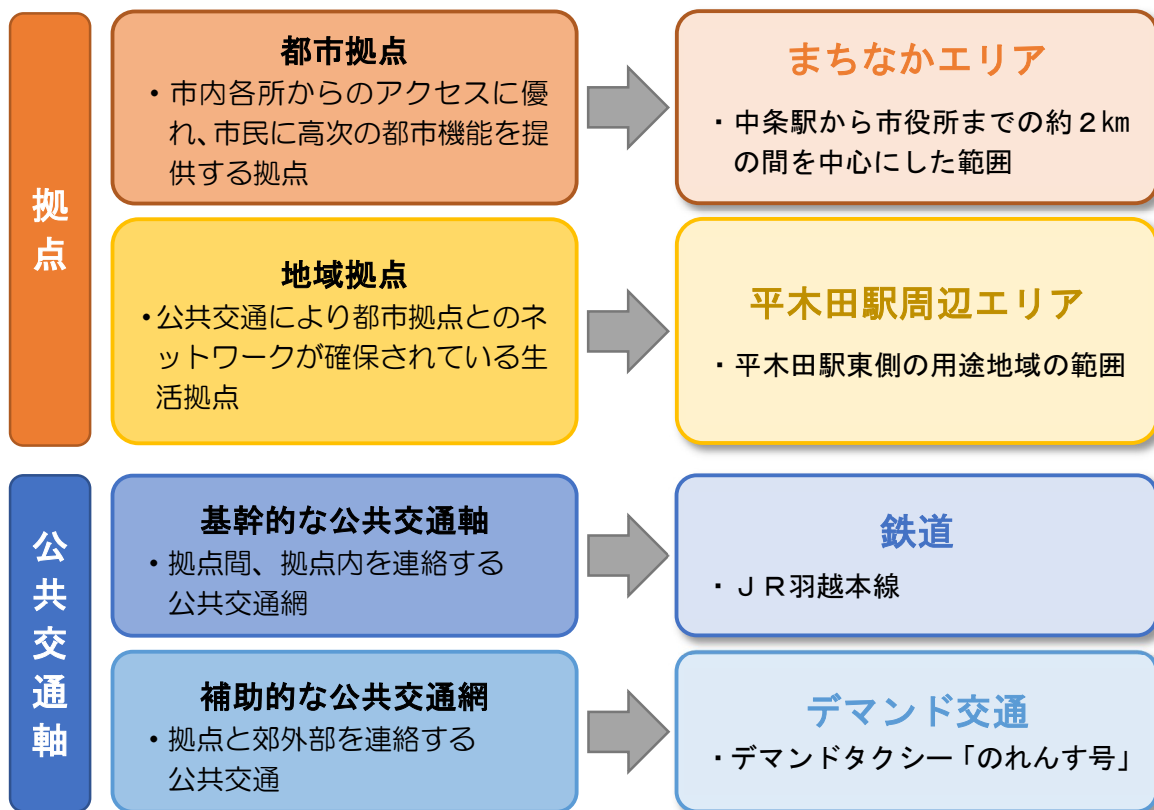 拠点
都市拠点
・市内各所からのアクセスに優
れ、市民に高次の都市機能を提
供する拠点
まちなかエリア
・中条駅から市役所までの約２㎞
の間を中心にした範囲
地域拠点
・公共交通により都市拠点とのネ
ットワークが確保されている生
活拠点
平木田駅周辺エリア
・平木田駅東側の用途地域の範囲
公共交通軸
基幹的な公共交通軸
・拠点間、拠点内を連絡する
公共交通網
鉄道
・ＪＲ羽越本線
補助的な公共交通網
・拠点と郊外部を連絡する
公共交通
デマンド交通
・デマンドタクシー「のれんす号」